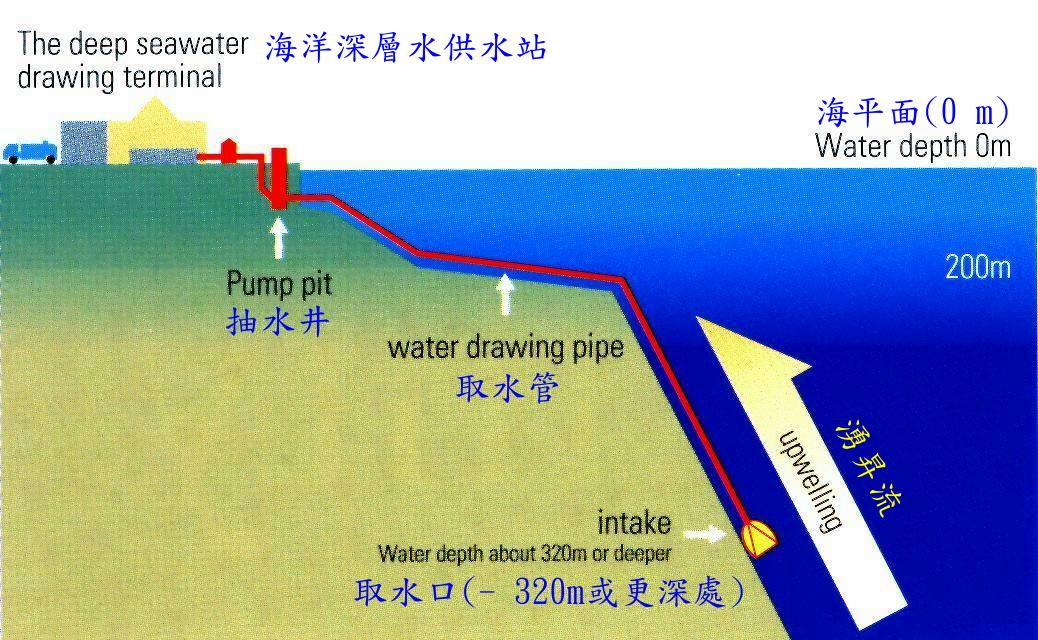 The deep seawater
drawing terminal
海洋深層水供水站
海平面(0 m)
Water depth 0m
200m
Pump pit
抽水井
water drawing pipe
取水管
upwelling
湧昇流
intake
Water depth about 320m or deeper
取水口(- 320m或更深處)